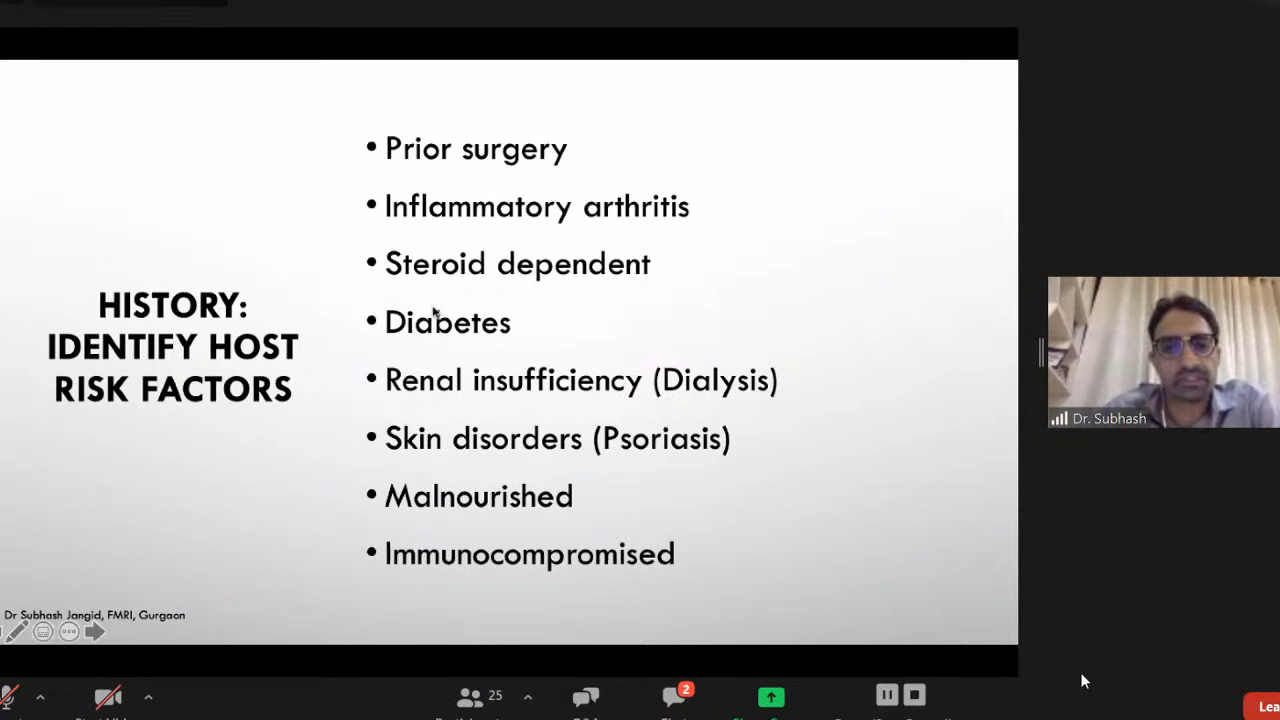 HISTORY:
IDENTIFY HOST
RISK FACTORS
• Prior surgery
• Inflammatory arthritis
• Steroid dependent
• Diabetes
• Renal insufficiency (Dialysis)
• Skin disorders (Psoriasis)
• Malnourished
• Immunocompromised
Dr Subhash Jangid, FMRI, Gurgaon
Dr. Subhash
25
2
Lea